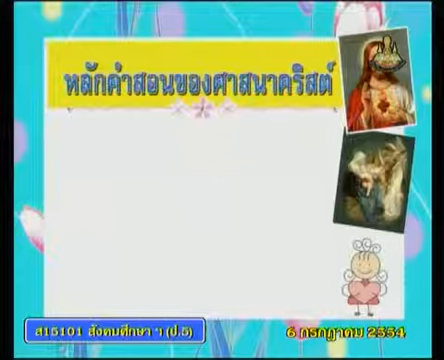 หลักคำสอนของศาสนาคริสต์
ส15101 สังคมศึกษา ฯ (ป.5)
6 กรกฎาคม 2554